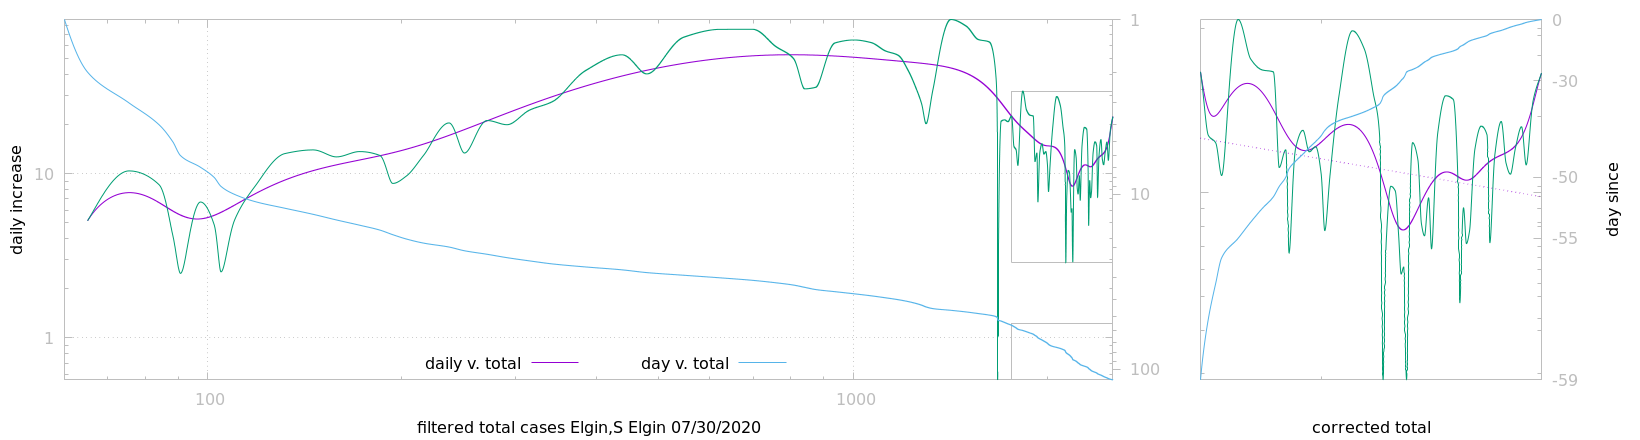 daily increase
10
1
100
1000
1
10
100
daily v. total
day v. total
filtered total cases Elgin,S Elgin 07/30/2020
0
-30
-50
-55
-59
day since
corrected total